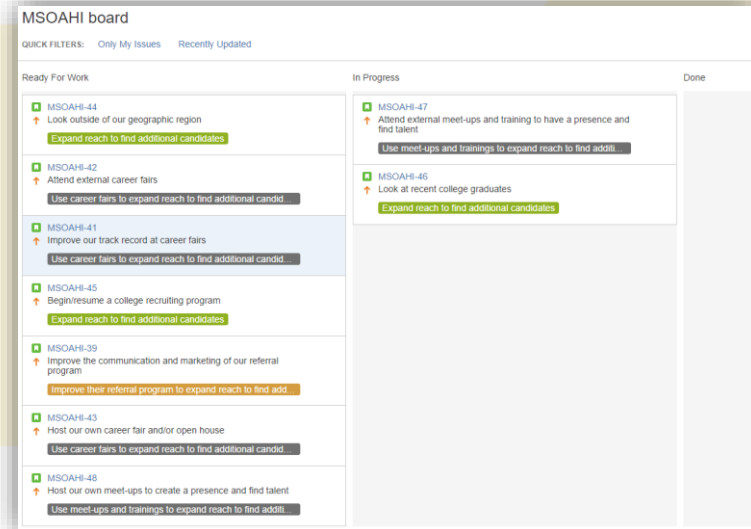 MSOAHI board
QUICK FILTERS: Only My Issues Recently Updated
Ready For Work
MSOAHI-44
Look outside of our geographic region
Expand reach to find additional candidates
MSOAHI-42
Attend external career fairs
Use career fairs to expand reach to find additional candid...
MSOAHI-41
Improve our track record at career fairs
Use career fairs to expand reach to find additional candid...
MSOAHI-45
Begin/resume a college recruiting program
Expand reach to find additional candidates
MSOAHI-39
Improve the communication and marketing of our referral
program
Improve their referral program to expand reach to find add...
MSOAHI-43
Host our own career fair and/or open house
Use career fairs to expand reach to find additional candid...
MSOAHI-48
Host our own meet-ups to create a presence and find talent
Use meet-ups and trainings to expand reach to find additi...
In Progress
MSOAHI-47
Attend external meet-ups and training to have a presence and
find talent
Use meet-ups and trainings to expand reach to find additi...
MSOAHI-46
Look at recent college graduates
Expand reach to find additional candidates
Done